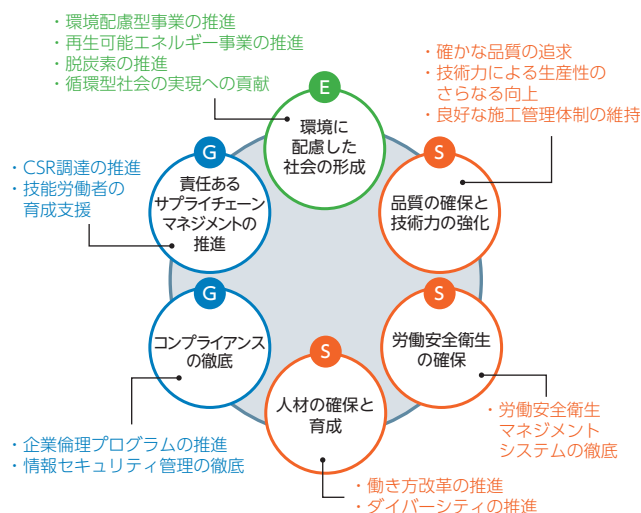 ・環境配慮型事業の推進
・再生可能エネルギー事業の推進
・脱炭素の推進
・循環型社会の実現への貢献
E
環境に
配慮した
社会の形成
・確かな品質の追求
・技術力による生産性の
さらなる向上
・良好な施工管理体制の維持
S
品質の確保と
技術力の強化
S
労働安全衛生
の確保
・労働安全衛生
マネジメント
システムの徹底
S
人材の確保と
育成
・働き方改革の推進
・ダイバーシティの推進
G
コンプライアンス
の徹底
・企業倫理プログラムの推進
・情報セキュリティ管理の徹底
G
責任ある
サプライチェーン
マネジメントの
推進
・CSR調達の推進
・技能労働者の
育成支援